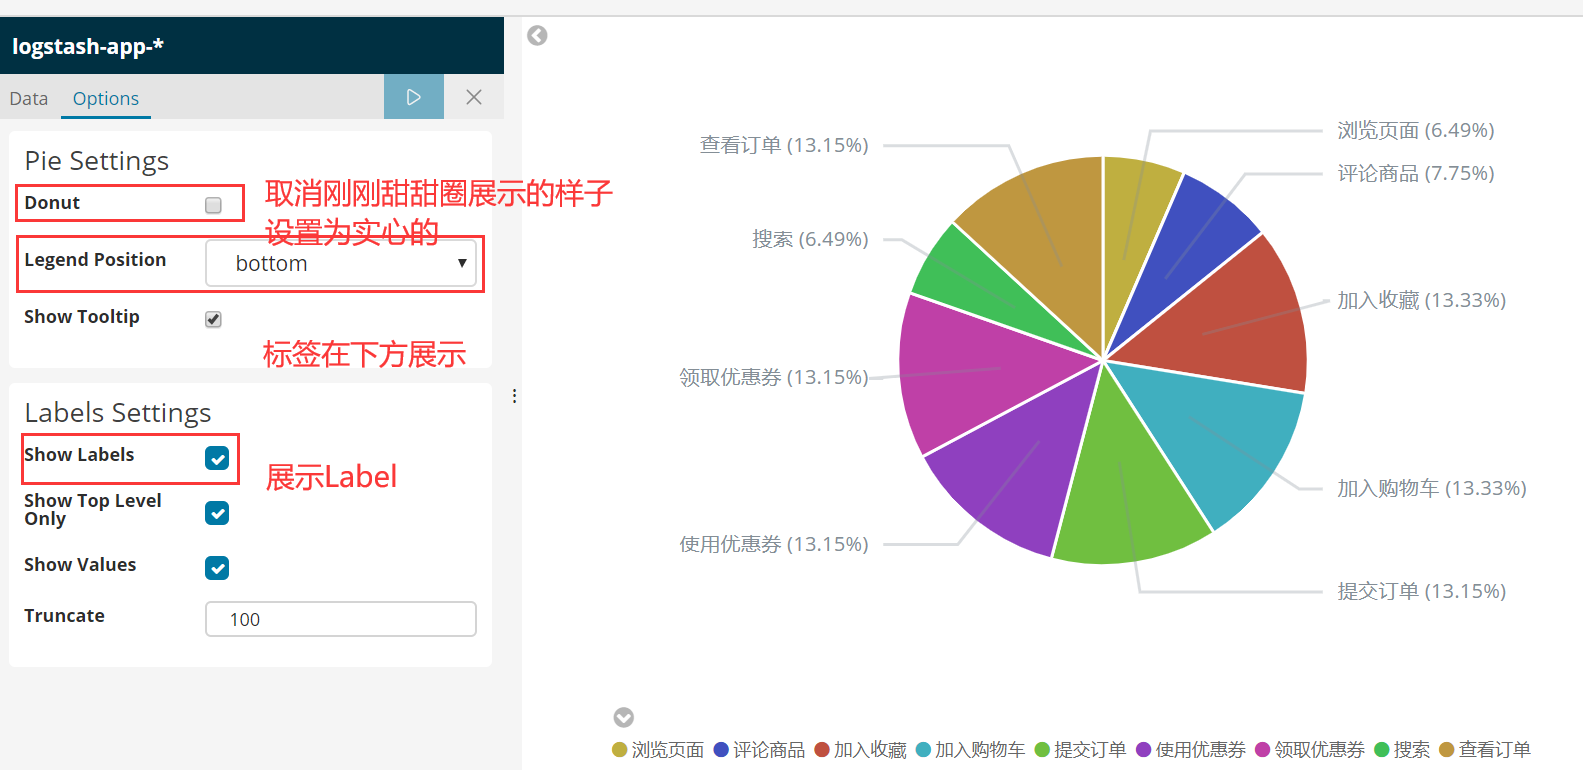 logstash-app-*
Data Options
Pie Settings
Donut
取消刚刚甜甜圈展示的样子
设置为实心的
Legend Position
bottom
Show Tooltip
标签在下方展示
Labels Settings
Show Labels
展示Label
Show Top Level
Only
Show Values
Truncate
100
查看订单 (13.15%)
浏览页面 (6.49%)
评论商品 (7.75%)
搜索 (6.49%)
加入收藏 (13.33%)
领取优惠券 (13.15%)
加入购物车 (13.33%)
使用优惠券 (13.15%)
提交订单 (13.15%)
浏览页面 评论商品 加入收藏 加入购物车 提交订单 使用优惠券 领取优惠券 搜索 查看订单